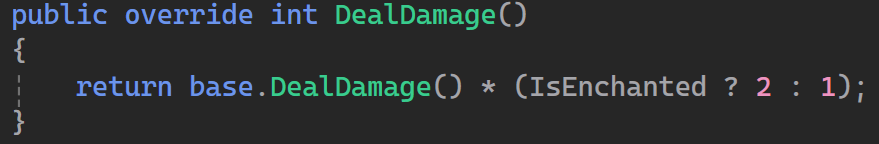 public override int DealDamage()
{
    return base.DealDamage() * (IsEnchanted ? 2 : 1);
}